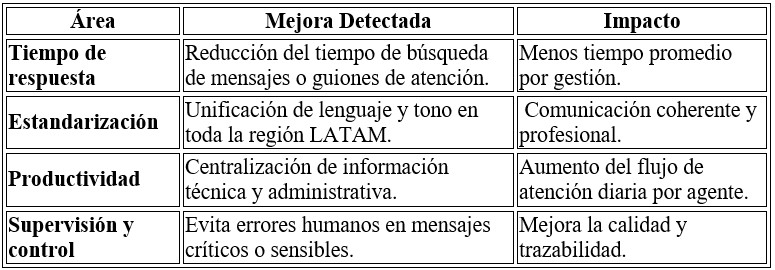 Área Mejora Detectada Impacto
Tiempo de respuesta Reducción del tiempo de búsqueda de mensajes o guiones de atención. Menos tiempo promedio por gestión.
Estandarización Unificación de lenguaje y tono en toda la región LATAM. Comunicación coherente y profesional.
Productividad Centralización de información técnica y administrativa. Aumento del flujo de atención diaria por agente.
Supervisión y control Evita errores humanos en mensajes críticos o sensibles. Mejora la calidad y trazabilidad.